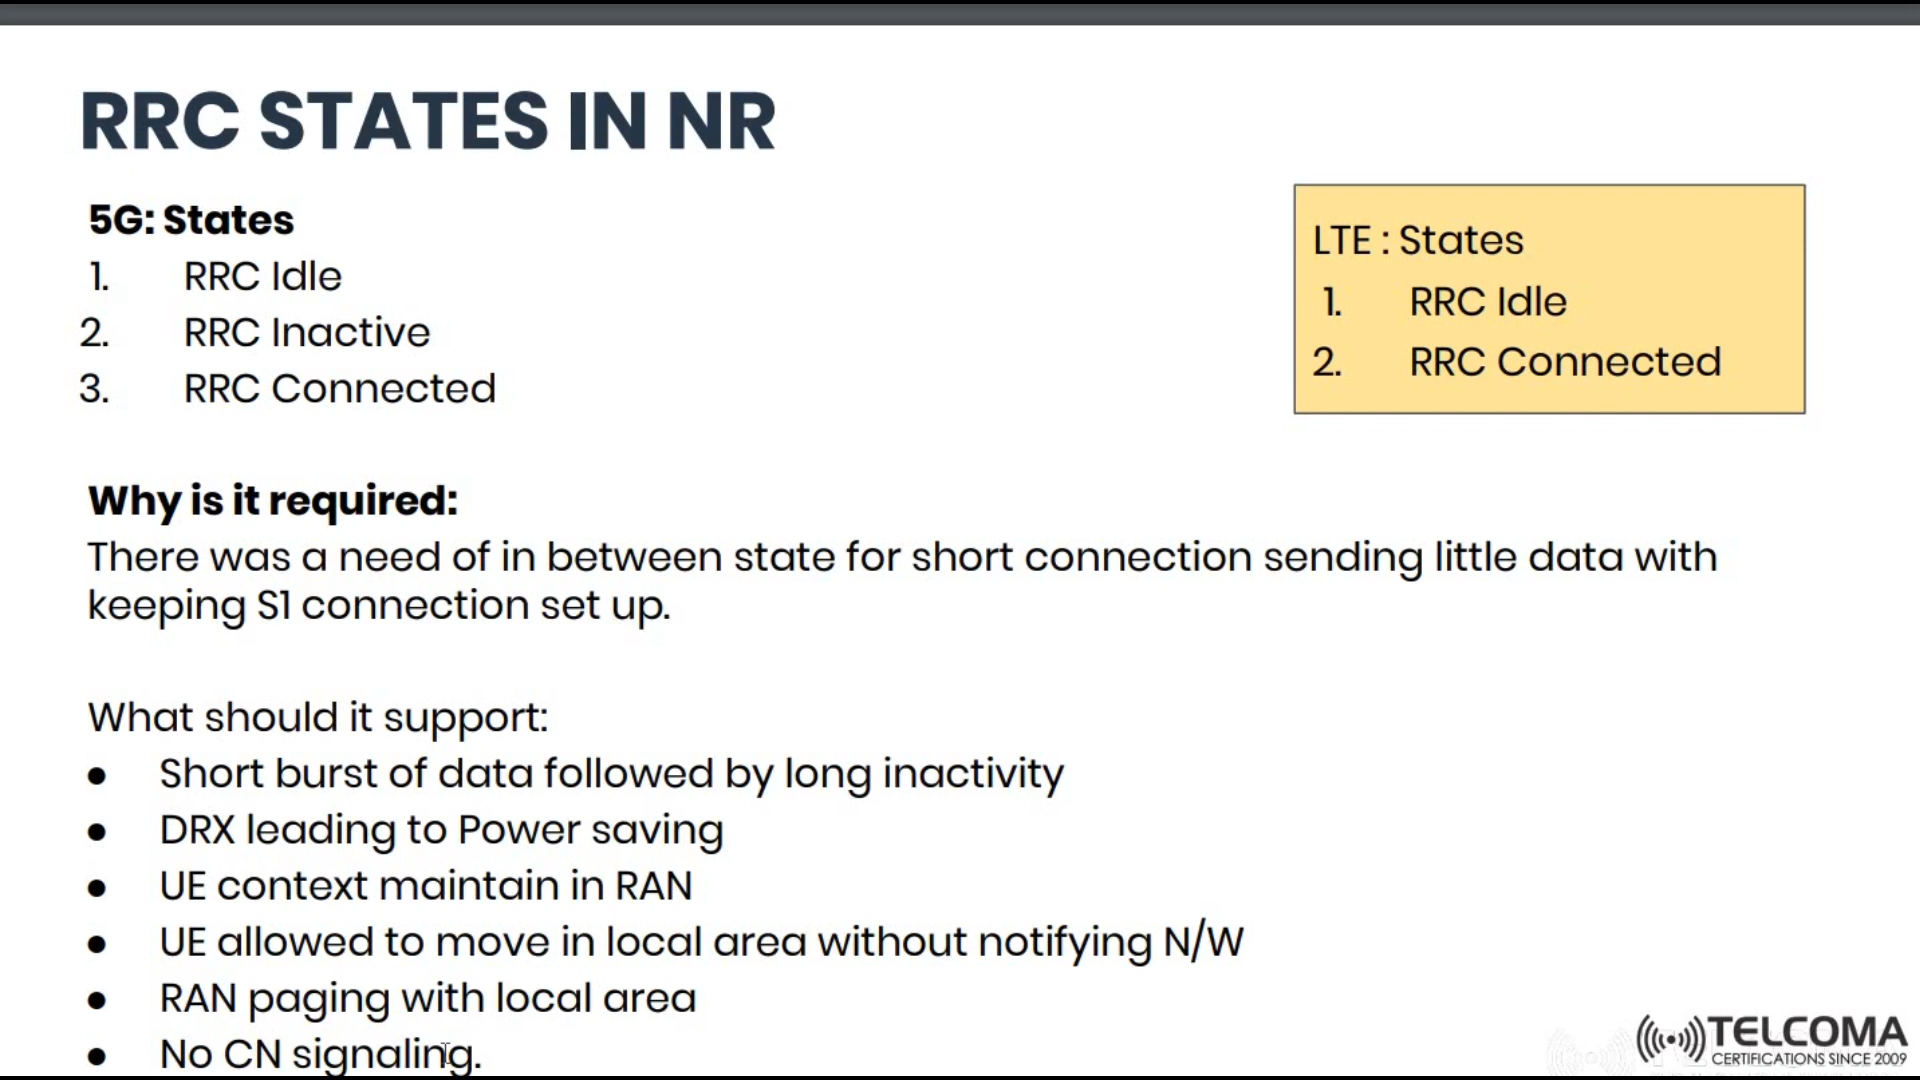 RRC STATES IN NR
5G: States
1. RRC Idle
2. RRC Inactive
3. RRC Connected
LTE : States
1. RRC Idle
2. RRC Connected
Why is it required:
There was a need of in between state for short connection sending little data with
keeping S1 connection set up.
What should it support:
● Short burst of data followed by long inactivity
● DRX leading to Power saving
● UE context maintain in RAN
● UE allowed to move in local area without notifying N/W
● RAN paging with local area
● No CN signaling.
TELCOMA
CERTIFICATIONS SINCE 2009